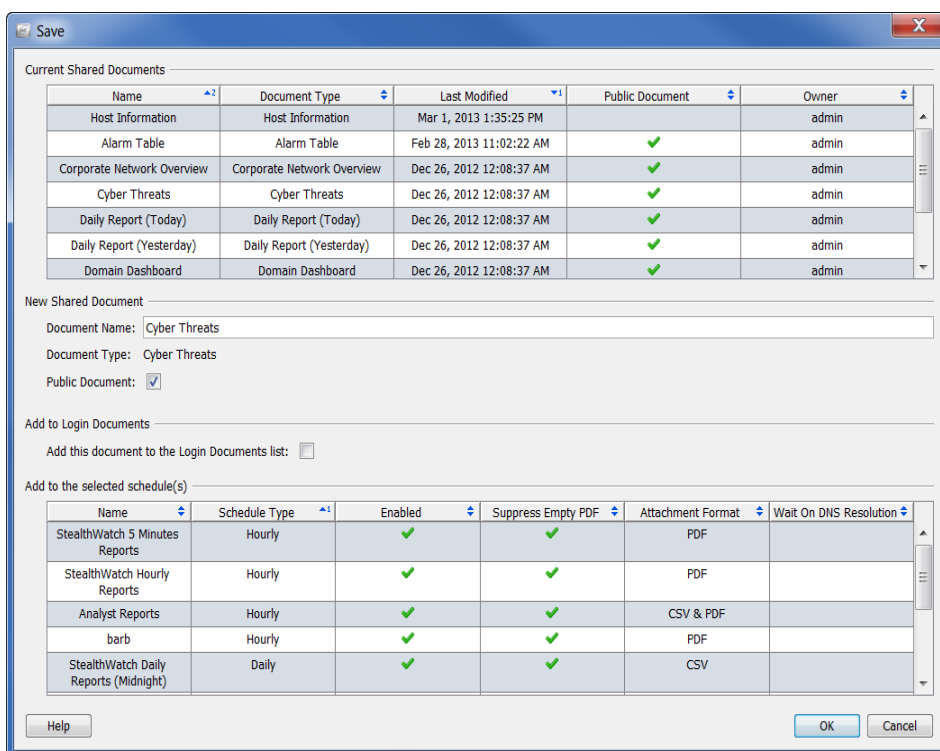 Save
Current Shared Documents
Name 2 Document Type Last Modified 1 Public Document Owner
Host Information Host Information Mar 1, 2013 1:35:25 PM admin
Alarm Table Alarm Table Feb 28, 2013 11:02:22 AM admin
Corporate Network Overview Corporate Network Overview Dec 26, 2012 12:08:37 AM admin
Cyber Threats Cyber Threats Dec 26, 2012 12:08:37 AM admin
Daily Report (Today) Daily Report (Today) Dec 26, 2012 12:08:37 AM admin
Daily Report (Yesterday) Daily Report (Yesterday) Dec 26, 2012 12:08:37 AM admin
Domain Dashboard Domain Dashboard Dec 26, 2012 12:08:37 AM admin
New Shared Document
Document Name: Cyber Threats
Document Type: Cyber Threats
Public Document:
Add to Login Documents
Add this document to the Login Documents list:
Add to the selected schedule(s)
Name Schedule Type 1 Enabled Suppress Empty PDF Attachment Format Wait On DNS Resolution
StealthWatch 5 Minutes Hourly PDF
Reports
StealthWatch Hourly Hourly PDF
Reports
Analyst Reports Hourly CSV & PDF
barb Hourly PDF
StealthWatch Daily Daily CSV
Reports (Midnight)
Help OK Cancel